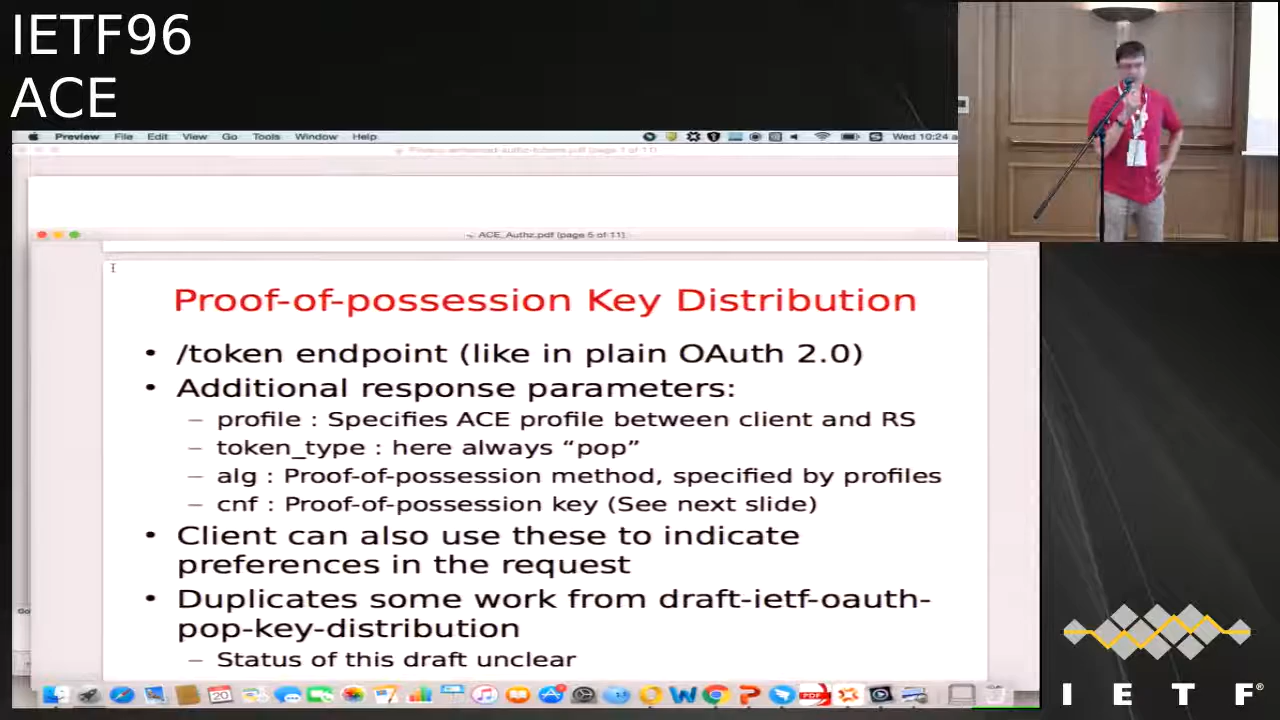 IETF96
ACE
Preview File Edit View Go Tools Window Help
Wed 10:24 a
ACE_Authz.pdf (page 5 of 11)
Proof-of-possession Key Distribution
• /token endpoint (like in plain OAuth 2.0)
• Additional response parameters:
– profile : Specifies ACE profile between client and RS
– token_type : here always “pop”
– alg : Proof-of-possession method, specified by profiles
– cnf : Proof-of-possession key (See next slide)
• Client can also use these to indicate
preferences in the request
• Duplicates some work from draft-ietf-oauth-
pop-key-distribution
– Status of this draft unclear
20
PDF
I E T F®